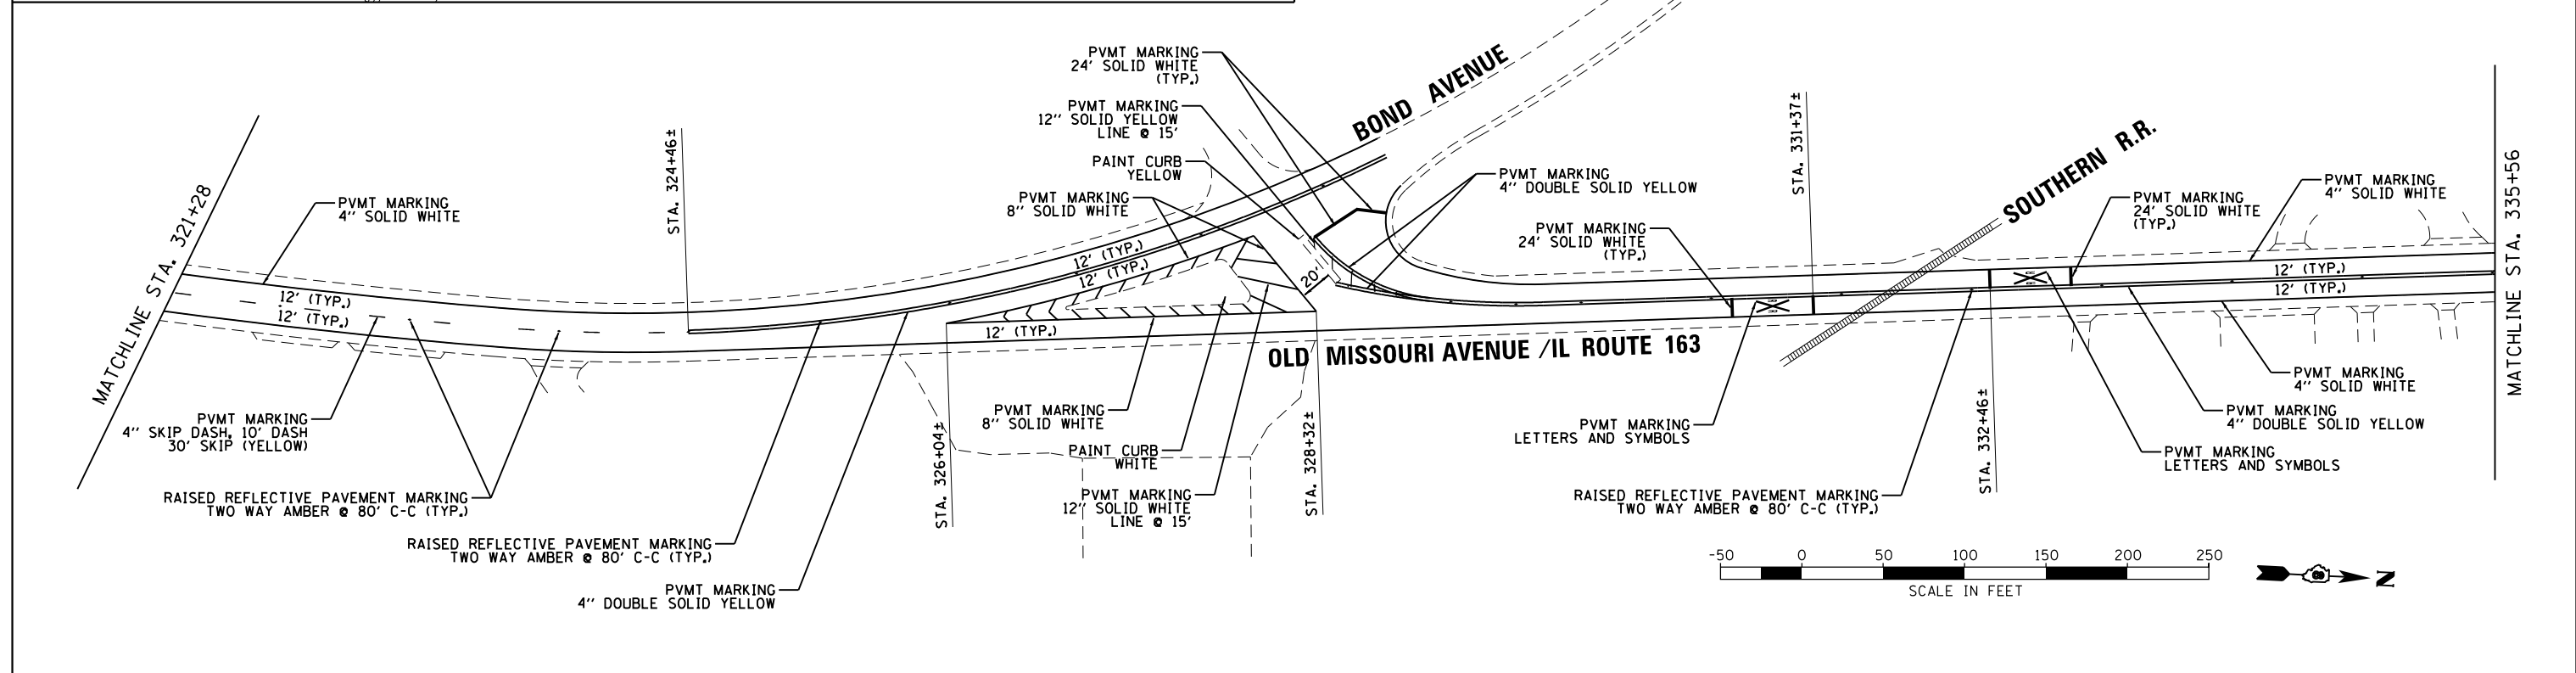 PVMT MARKING
24' SOLID WHITE
(TYP.)
PVMT MARKING
12" SOLID YELLOW
LINE @ 15'
PAINT CURB
YELLOW
PVMT MARKING
8" SOLID WHITE
BOND AVENUE
PVMT MARKING
4" DOUBLE SOLID YELLOW
PVMT MARKING
24' SOLID WHITE
(TYP.)
STA. 331+37±
SOUTHERN R.R.
PVMT MARKING
24' SOLID WHITE
(TYP.)
PVMT MARKING
4" SOLID WHITE
MATCHLINE STA. 335+56
MATCHLINE STA. 321+28
PVMT MARKING
4" SOLID WHITE
STA. 324+46±
12' (TYP.)
12' (TYP.)
12' (TYP.)
12' (TYP.)
20'
12' (TYP.)
12' (TYP.)
12' (TYP.)
OLD MISSOURI AVENUE /IL ROUTE 163
PVMT MARKING
4" SKIP DASH, 10' DASH
30' SKIP (YELLOW)
RAISED REFLECTIVE PAVEMENT MARKING
TWO WAY AMBER @ 80' C-C (TYP.)
RAISED REFLECTIVE PAVEMENT MARKING
TWO WAY AMBER @ 80' C-C (TYP.)
PVMT MARKING
4" DOUBLE SOLID YELLOW
STA. 326+04±
PVMT MARKING
8" SOLID WHITE
PAINT CURB
WHITE
PVMT MARKING
12" SOLID WHITE
LINE @ 15'
STA. 328+32±
PVMT MARKING
LETTERS AND SYMBOLS
RAISED REFLECTIVE PAVEMENT MARKING
TWO WAY AMBER @ 80' C-C (TYP.)
STA. 332+46±
PVMT MARKING
4" SOLID WHITE
PVMT MARKING
4" DOUBLE SOLID YELLOW
PVMT MARKING
LETTERS AND SYMBOLS
-50 0 50 100 150 200 250
SCALE IN FEET
N